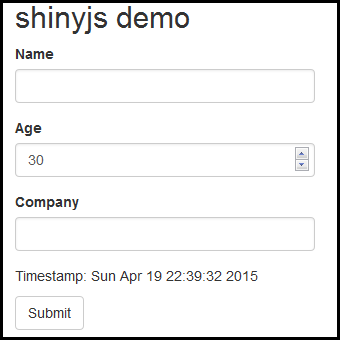 shinyjs demo
Name
Age
30
Company
Timestamp: Sun Apr 19 22:39:32 2015
Submit